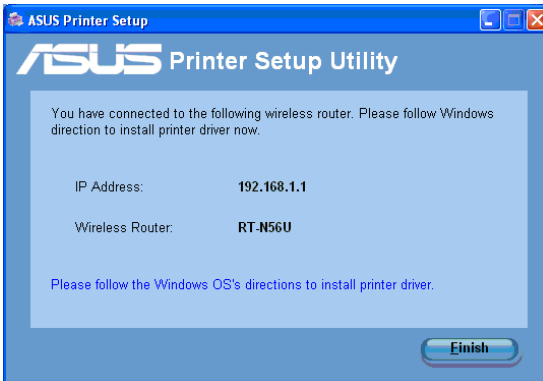 ASUS Printer Setup
ASUS Printer Setup Utility
You have connected to the following wireless router. Please follow Windows
direction to install printer driver now.
IP Address: 192.168.1.1
Wireless Router: RT-N56U
Please follow the Windows OS's directions to install printer driver.
Finish